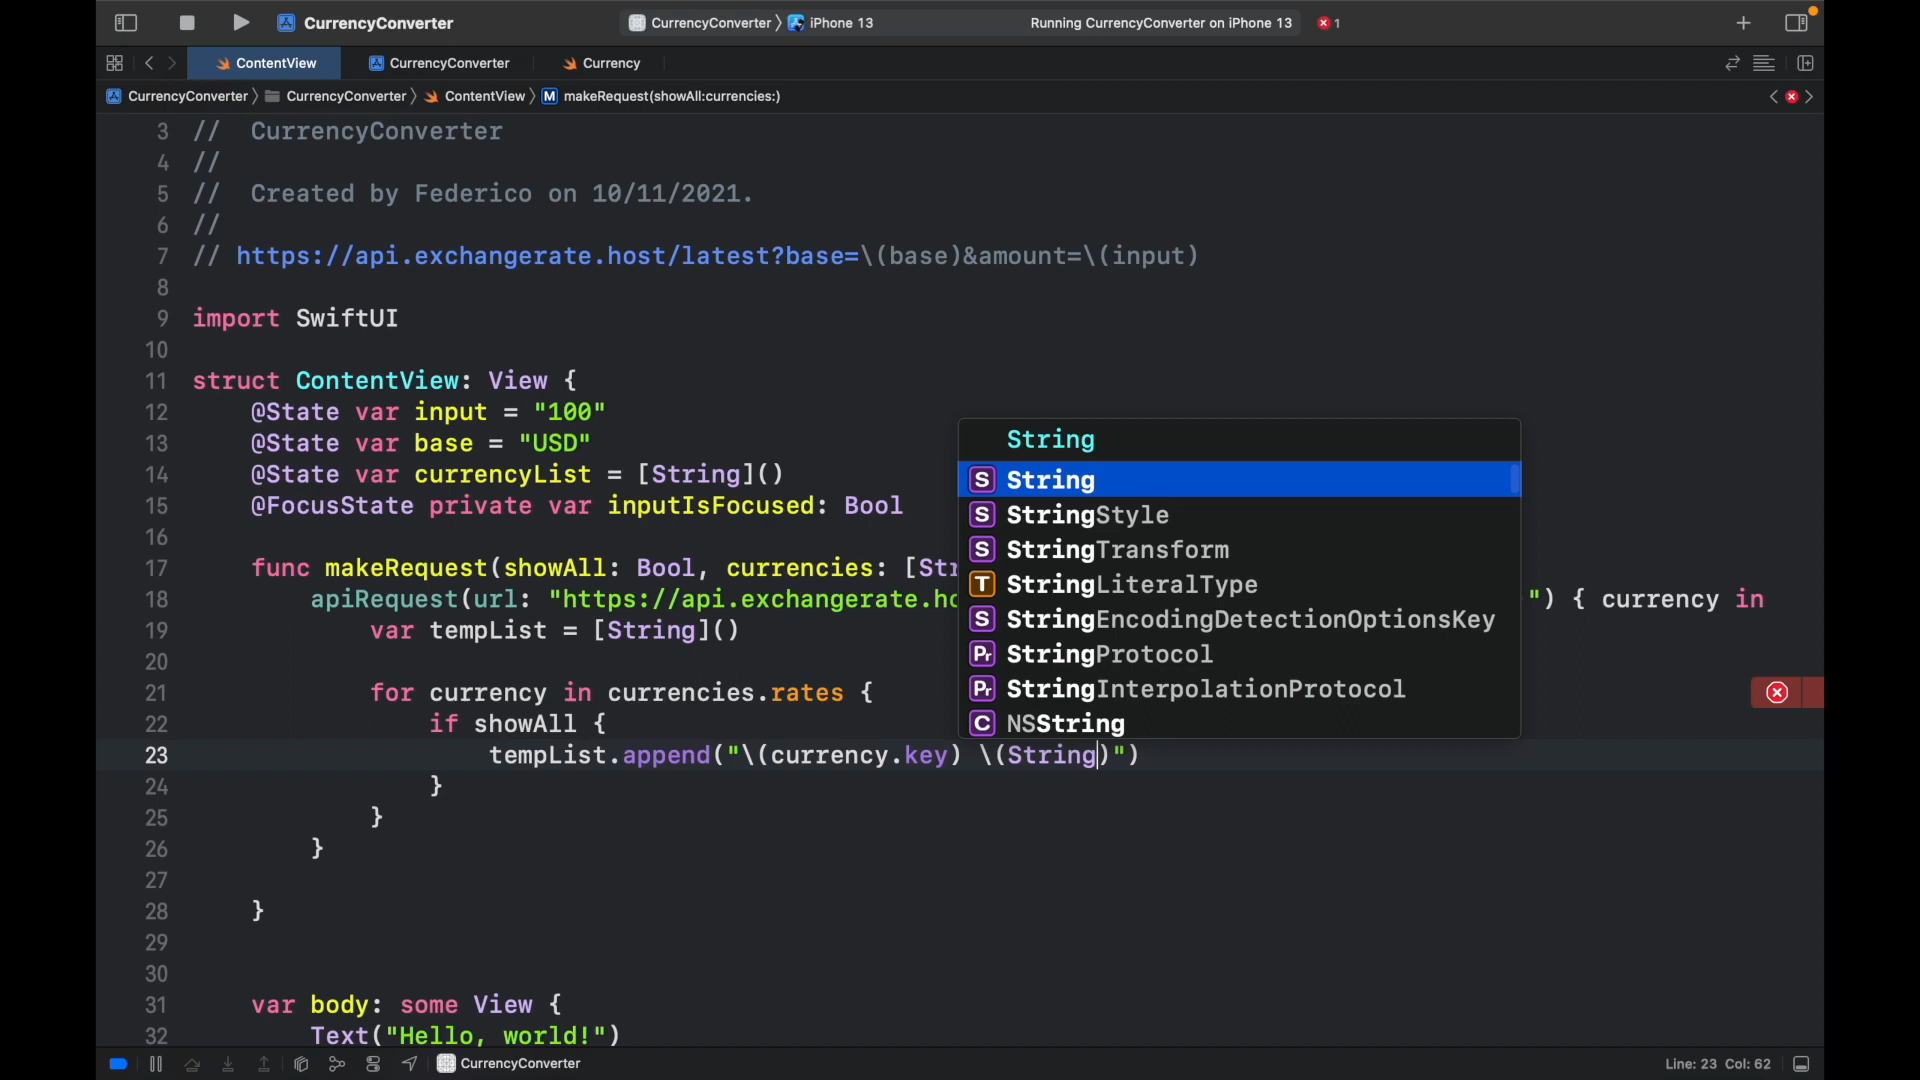 CurrencyConverter
CurrencyConverter
iPhone 13
Running CurrencyConverter on iPhone 13
1
ContentView
CurrencyConverter
Currency
CurrencyConverter
CurrencyConverter
ContentView
M
makeRequest(showAll:currencies:)
3 //  CurrencyConverter
4 //
5 //  Created by Federico on 10/11/2021.
6 //
7 // https://api.exchangerate.host/latest?base=\(base)&amount=\(input)
8
9 import SwiftUI
10
11 struct ContentView: View {
12 @State var input = "100"
13 @State var base = "USD"
14 @State var currencyList = [String]()
15 @FocusState private var inputIsFocused: Bool
16
17 func makeRequest(showAll: Bool, currencies: [Str
18 apiRequest(url: "https://api.exchangerate.ho ") { currency in
19 var tempList = [String]()
20
21 for currency in currencies.rates {
22 if showAll {
23 tempList.append("\(currency.key) \(String)")
24 }
25 }
26 }
27
28 }
29
30
31 var body: some View {
32 Text("Hello, world!")
String
S String
S StringStyle
S StringTransform
T StringLiteralType
S StringEncodingDetectionOptionsKey
Pr StringProtocol
Pr StringInterpolationProtocol
C NSString
CurrencyConverter
Line: 23 Col: 62